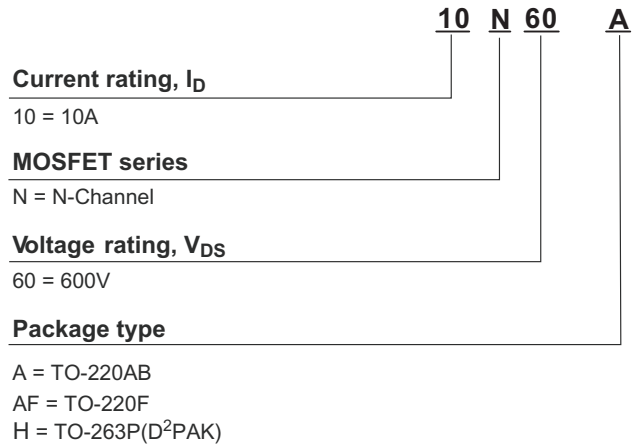 10 N 60 A
Current rating, ID
10 = 10A
MOSFET series
N = N-Channel
Voltage rating, VDS
60 = 600V
Package type
A = TO-220AB
AF = TO-220F
H = TO-263P(D²PAK)